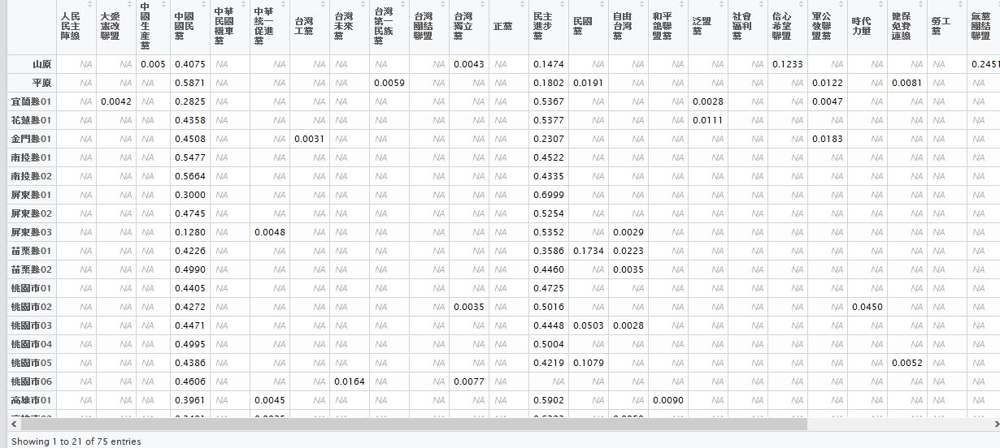 人民民主陣線 大愛憲改聯盟 中國生產黨 中國國民黨 中華民國機車黨 中華統一促進黨 台灣工黨 台灣未來黨 台灣第一民族黨 台灣團結聯盟 台灣獨立黨 正黨 民主進步黨 民國黨 自由台灣黨 和平鴿聯盟黨 泛盟黨 社會福利黨 信心希望聯盟 軍公教聯盟黨 時代力量 健保免費連線 勞工黨 無黨團結聯盟
山原 NA NA 0.005 0.4075 NA NA NA NA NA NA 0.0043 NA 0.1474 NA NA NA NA NA 0.1233 NA NA NA NA 0.2451
平原 NA NA NA 0.5871 NA NA NA NA 0.0059 NA NA NA 0.1802 0.0191 NA NA NA NA NA 0.0122 NA 0.0081 NA NA
宜蘭縣01 NA 0.0042 NA 0.2825 NA NA NA NA NA NA NA NA 0.5367 NA NA NA 0.0028 NA NA 0.0047 NA NA NA NA
花蓮縣01 NA NA NA 0.4358 NA NA NA NA NA NA NA NA 0.5377 NA NA NA 0.0111 NA NA NA NA NA NA NA
金門縣01 NA NA NA 0.4508 NA NA 0.0031 NA NA NA NA NA 0.2307 NA NA NA NA NA NA 0.0183 NA NA NA NA
南投縣01 NA NA NA 0.5477 NA NA NA NA NA NA NA NA 0.4522 NA NA NA NA NA NA NA NA NA NA NA
南投縣02 NA NA NA 0.5664 NA NA NA NA NA NA NA NA 0.4335 NA NA NA NA NA NA NA NA NA NA NA
屏東縣01 NA NA NA 0.3000 NA NA NA NA NA NA NA NA 0.6999 NA NA NA NA NA NA NA NA NA NA NA
屏東縣02 NA NA NA 0.4745 NA NA NA NA NA NA NA NA 0.5254 NA NA NA NA NA NA NA NA NA NA NA
屏東縣03 NA NA NA 0.1280 NA 0.0048 NA NA NA NA NA NA 0.5352 NA 0.0029 NA NA NA NA NA NA NA NA NA
苗栗縣01 NA NA NA 0.4226 NA NA NA NA NA NA NA NA 0.3586 0.1734 0.0223 NA NA NA NA NA NA NA NA NA
苗栗縣02 NA NA NA 0.4990 NA NA NA NA NA NA NA NA 0.4460 NA 0.0035 NA NA NA NA NA NA NA NA NA
桃園市01 NA NA NA 0.4405 NA NA NA NA NA NA NA NA 0.4725 NA NA NA NA NA NA NA NA NA NA NA
桃園市02 NA NA NA 0.4272 NA NA NA NA NA NA 0.0035 NA 0.5016 NA NA NA NA NA NA NA 0.0450 NA NA NA
桃園市03 NA NA NA 0.4471 NA NA NA NA NA NA NA NA 0.4448 0.0503 0.0028 NA NA NA NA NA NA NA NA NA
桃園市04 NA NA NA 0.4995 NA NA NA NA NA NA NA NA 0.5004 NA NA NA NA NA NA NA NA NA NA NA
桃園市05 NA NA NA 0.4386 NA NA NA NA NA NA NA NA 0.4219 0.1079 NA NA NA NA NA NA NA 0.0052 NA NA
桃園市06 NA NA NA 0.4606 NA NA NA 0.0164 NA NA 0.0077 NA NA NA NA NA NA NA NA NA NA NA NA NA
高雄市01 NA NA NA 0.3961 NA 0.0045 NA NA NA NA NA NA 0.5902 NA NA 0.0090 NA NA NA NA NA NA NA NA
Showing 1 to 21 of 75 entries